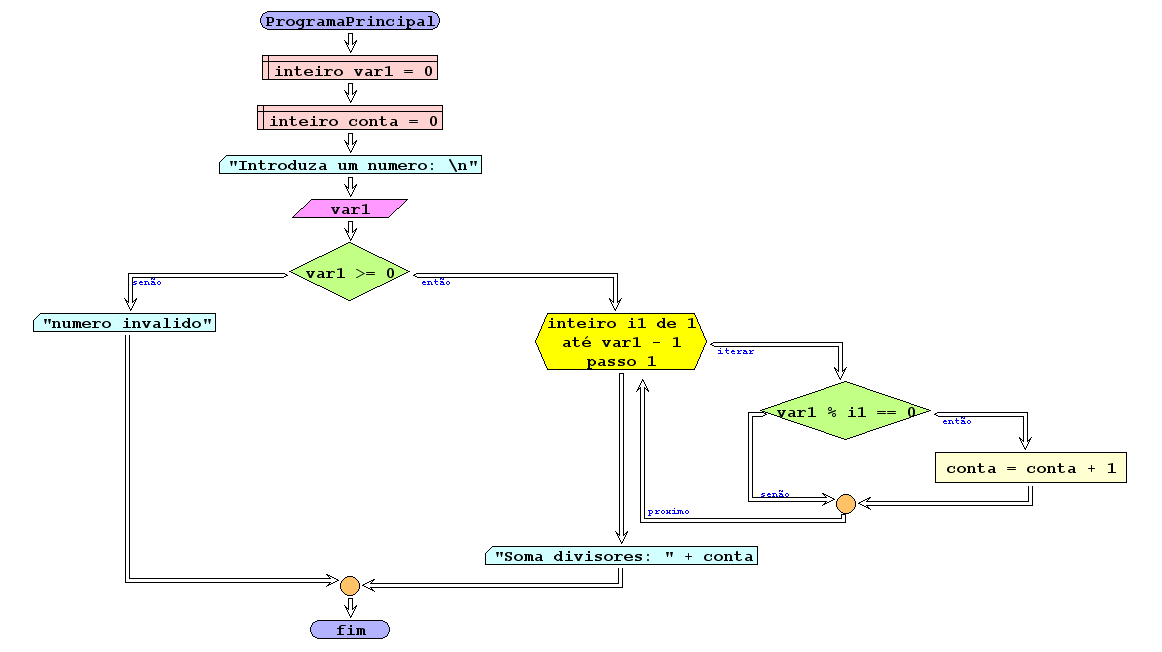 ProgramaPrincipal
inteiro var1 = 0
inteiro conta = 0
"Introduza um numero: \n"
var1
var1 >= 0
senão
então
"numero invalido"
inteiro i1 de 1
até var1 - 1
passo 1
iterar
var1 % i1 == 0
então
conta = conta + 1
senão
proximo
"Soma divisores: " + conta
fim